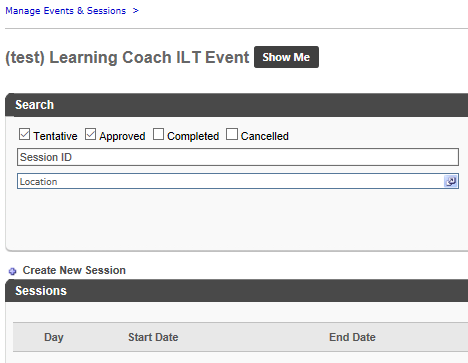 Manage Events & Sessions >
(test) Learning Coach ILT Event Show Me
Search
Tentative Approved Completed Cancelled
Session ID
Location
Create New Session
Sessions
Day Start Date End Date